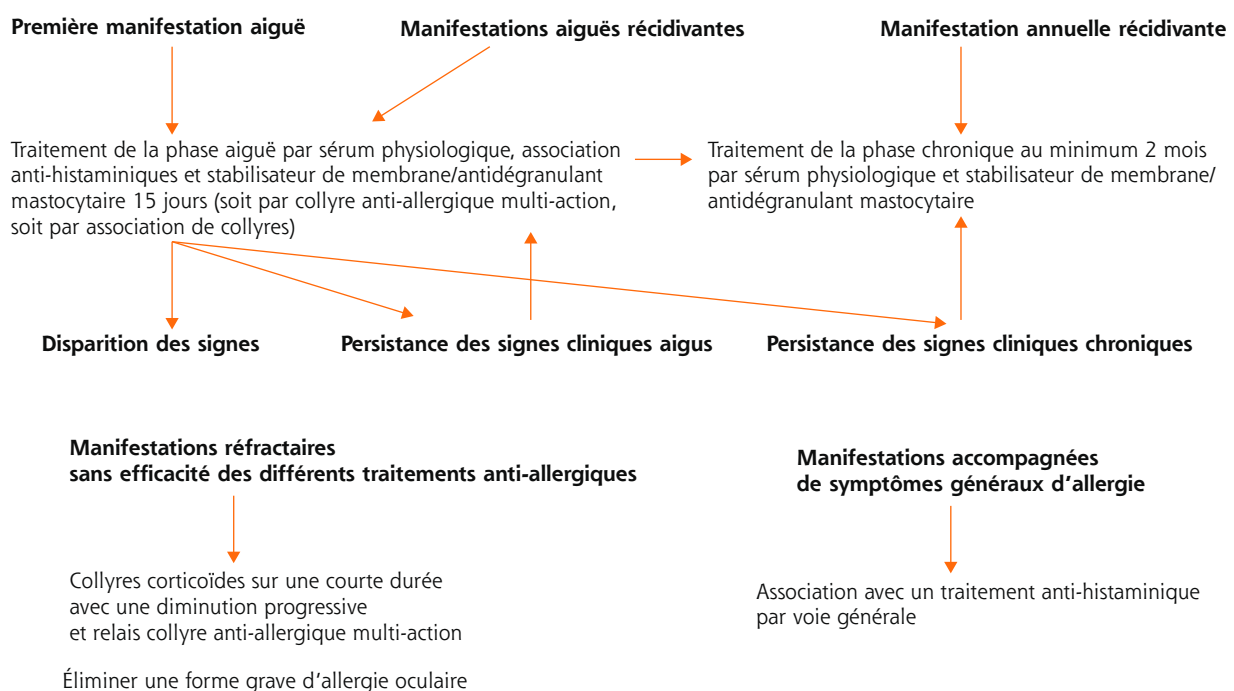 Première manifestation aiguë
Manifestations aiguës récidivantes
Manifestation annuelle récidivante
Traitement de la phase aiguë par sérum physiologique, association
anti-histaminiques et stabilisateur de membrane/antidégranulant
mastocytaire 15 jours (soit par collyre anti-allergique multi-action,
soit par association de collyres)
Traitement de la phase chronique au minimum 2 mois
par sérum physiologique et stabilisateur de membrane/
antidégranulant mastocytaire
Disparition des signes
Persistance des signes cliniques aigus
Persistance des signes cliniques chroniques
Manifestations réfractaires
sans efficacité des différents traitements anti-allergiques
Collyres corticoïdes sur une courte durée
avec une diminution progressive
et relais collyre anti-allergique multi-action
Éliminer une forme grave d’allergie oculaire
Manifestations accompagnées
de symptômes généraux d’allergie
Association avec un traitement anti-histaminique
par voie générale